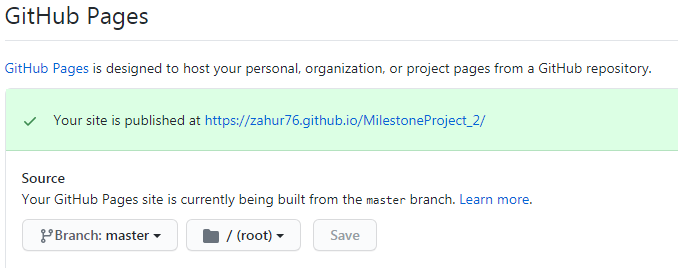 GitHub Pages
GitHub Pages is designed to host your personal, organization, or project pages from a GitHub repository.
Your site is published at https://zahur76.github.io/MilestoneProject_2/
Source
Your GitHub Pages site is currently being built from the master branch. Learn more.
Branch: master / (root) Save